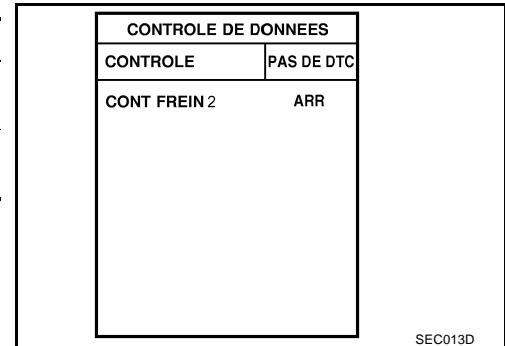 CONTROLE DE DONNEES
CONTROLE PAS DE DTC
CONT FREIN 2 ARR
SEC013D